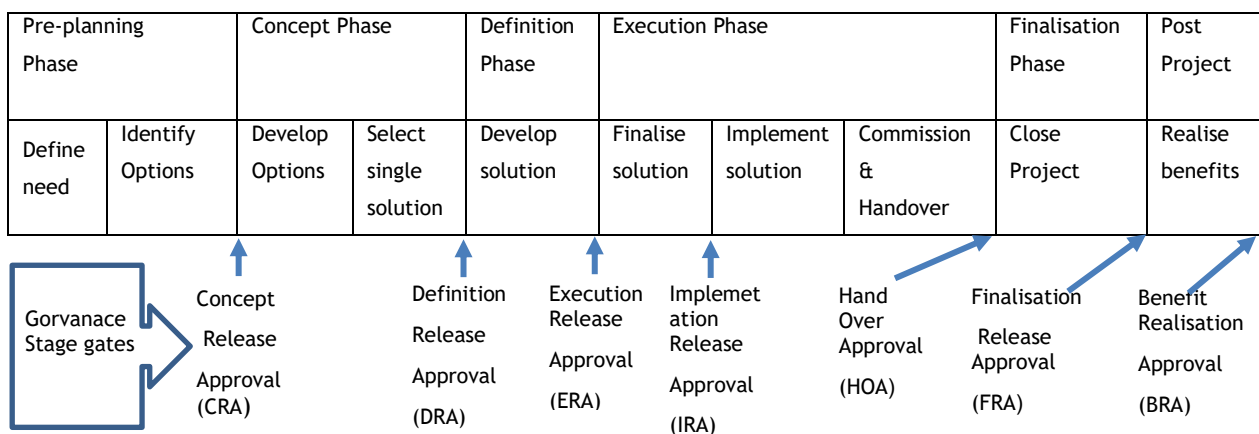 Pre-planning
Phase
Concept Phase
Definition
Phase
Execution Phase
Finalisation
Phase
Post
Project
Define
need
Identify
Options
Develop
Options
Select
single
solution
Develop
solution
Finalise
solution
Implement
solution
Commission
&
Handover
Close
Project
Realise
benefits
Gorvanace
Stage gates
Concept
Release
Approval
(CRA)
Definition
Release
Approval
(DRA)
Execution
Release
Approval
(ERA)
Implemet
ation
Release
Approval
(IRA)
Hand
Over
Approval
(HOA)
Finalisation
Release
Approval
(FRA)
Benefit
Realisation
Approval
(BRA)